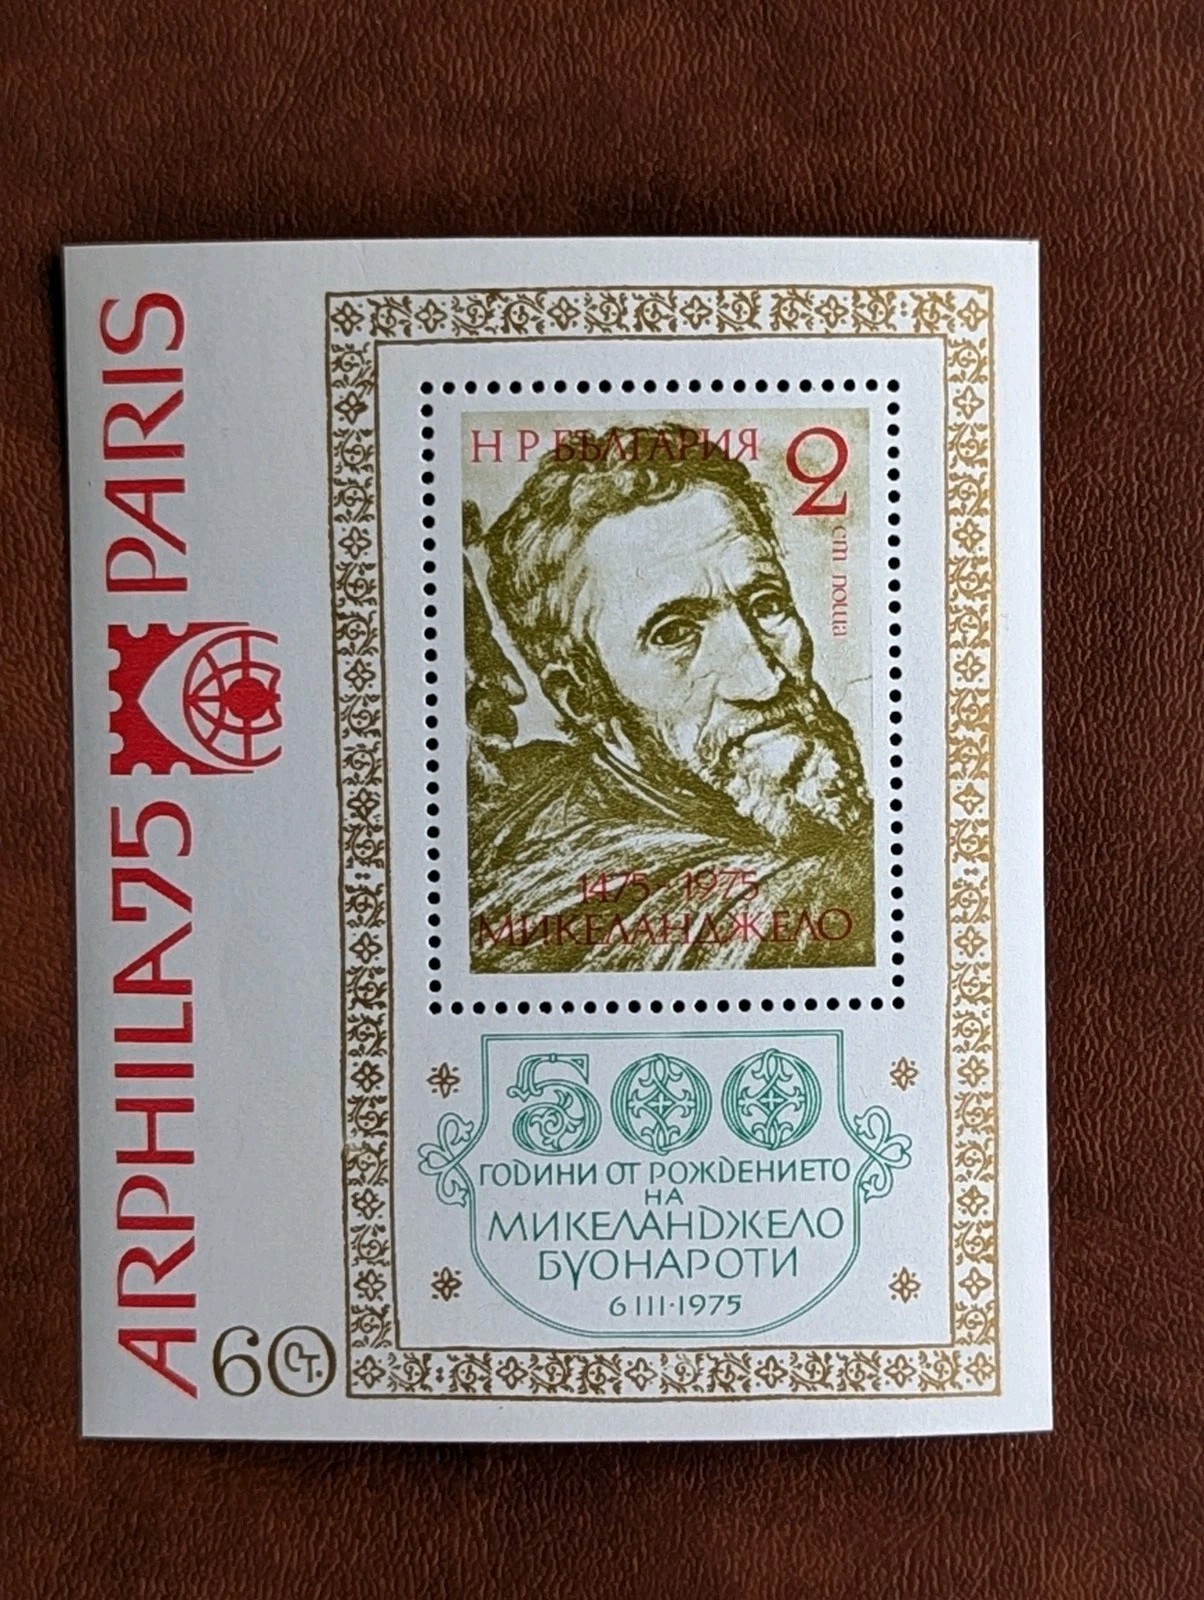 ARPHILA75 PARIS
Н Р БЪЛГАРИЯ
2
ст поща
1475-1975
МИКЕЛАНДЖЕЛО
500
ГОДИНИ ОТ РОЖДЕНИЕТО
НА
МИКЕЛАНДЖЕЛО
БУОНАРОТИ
6 III·1975
60 СТ.